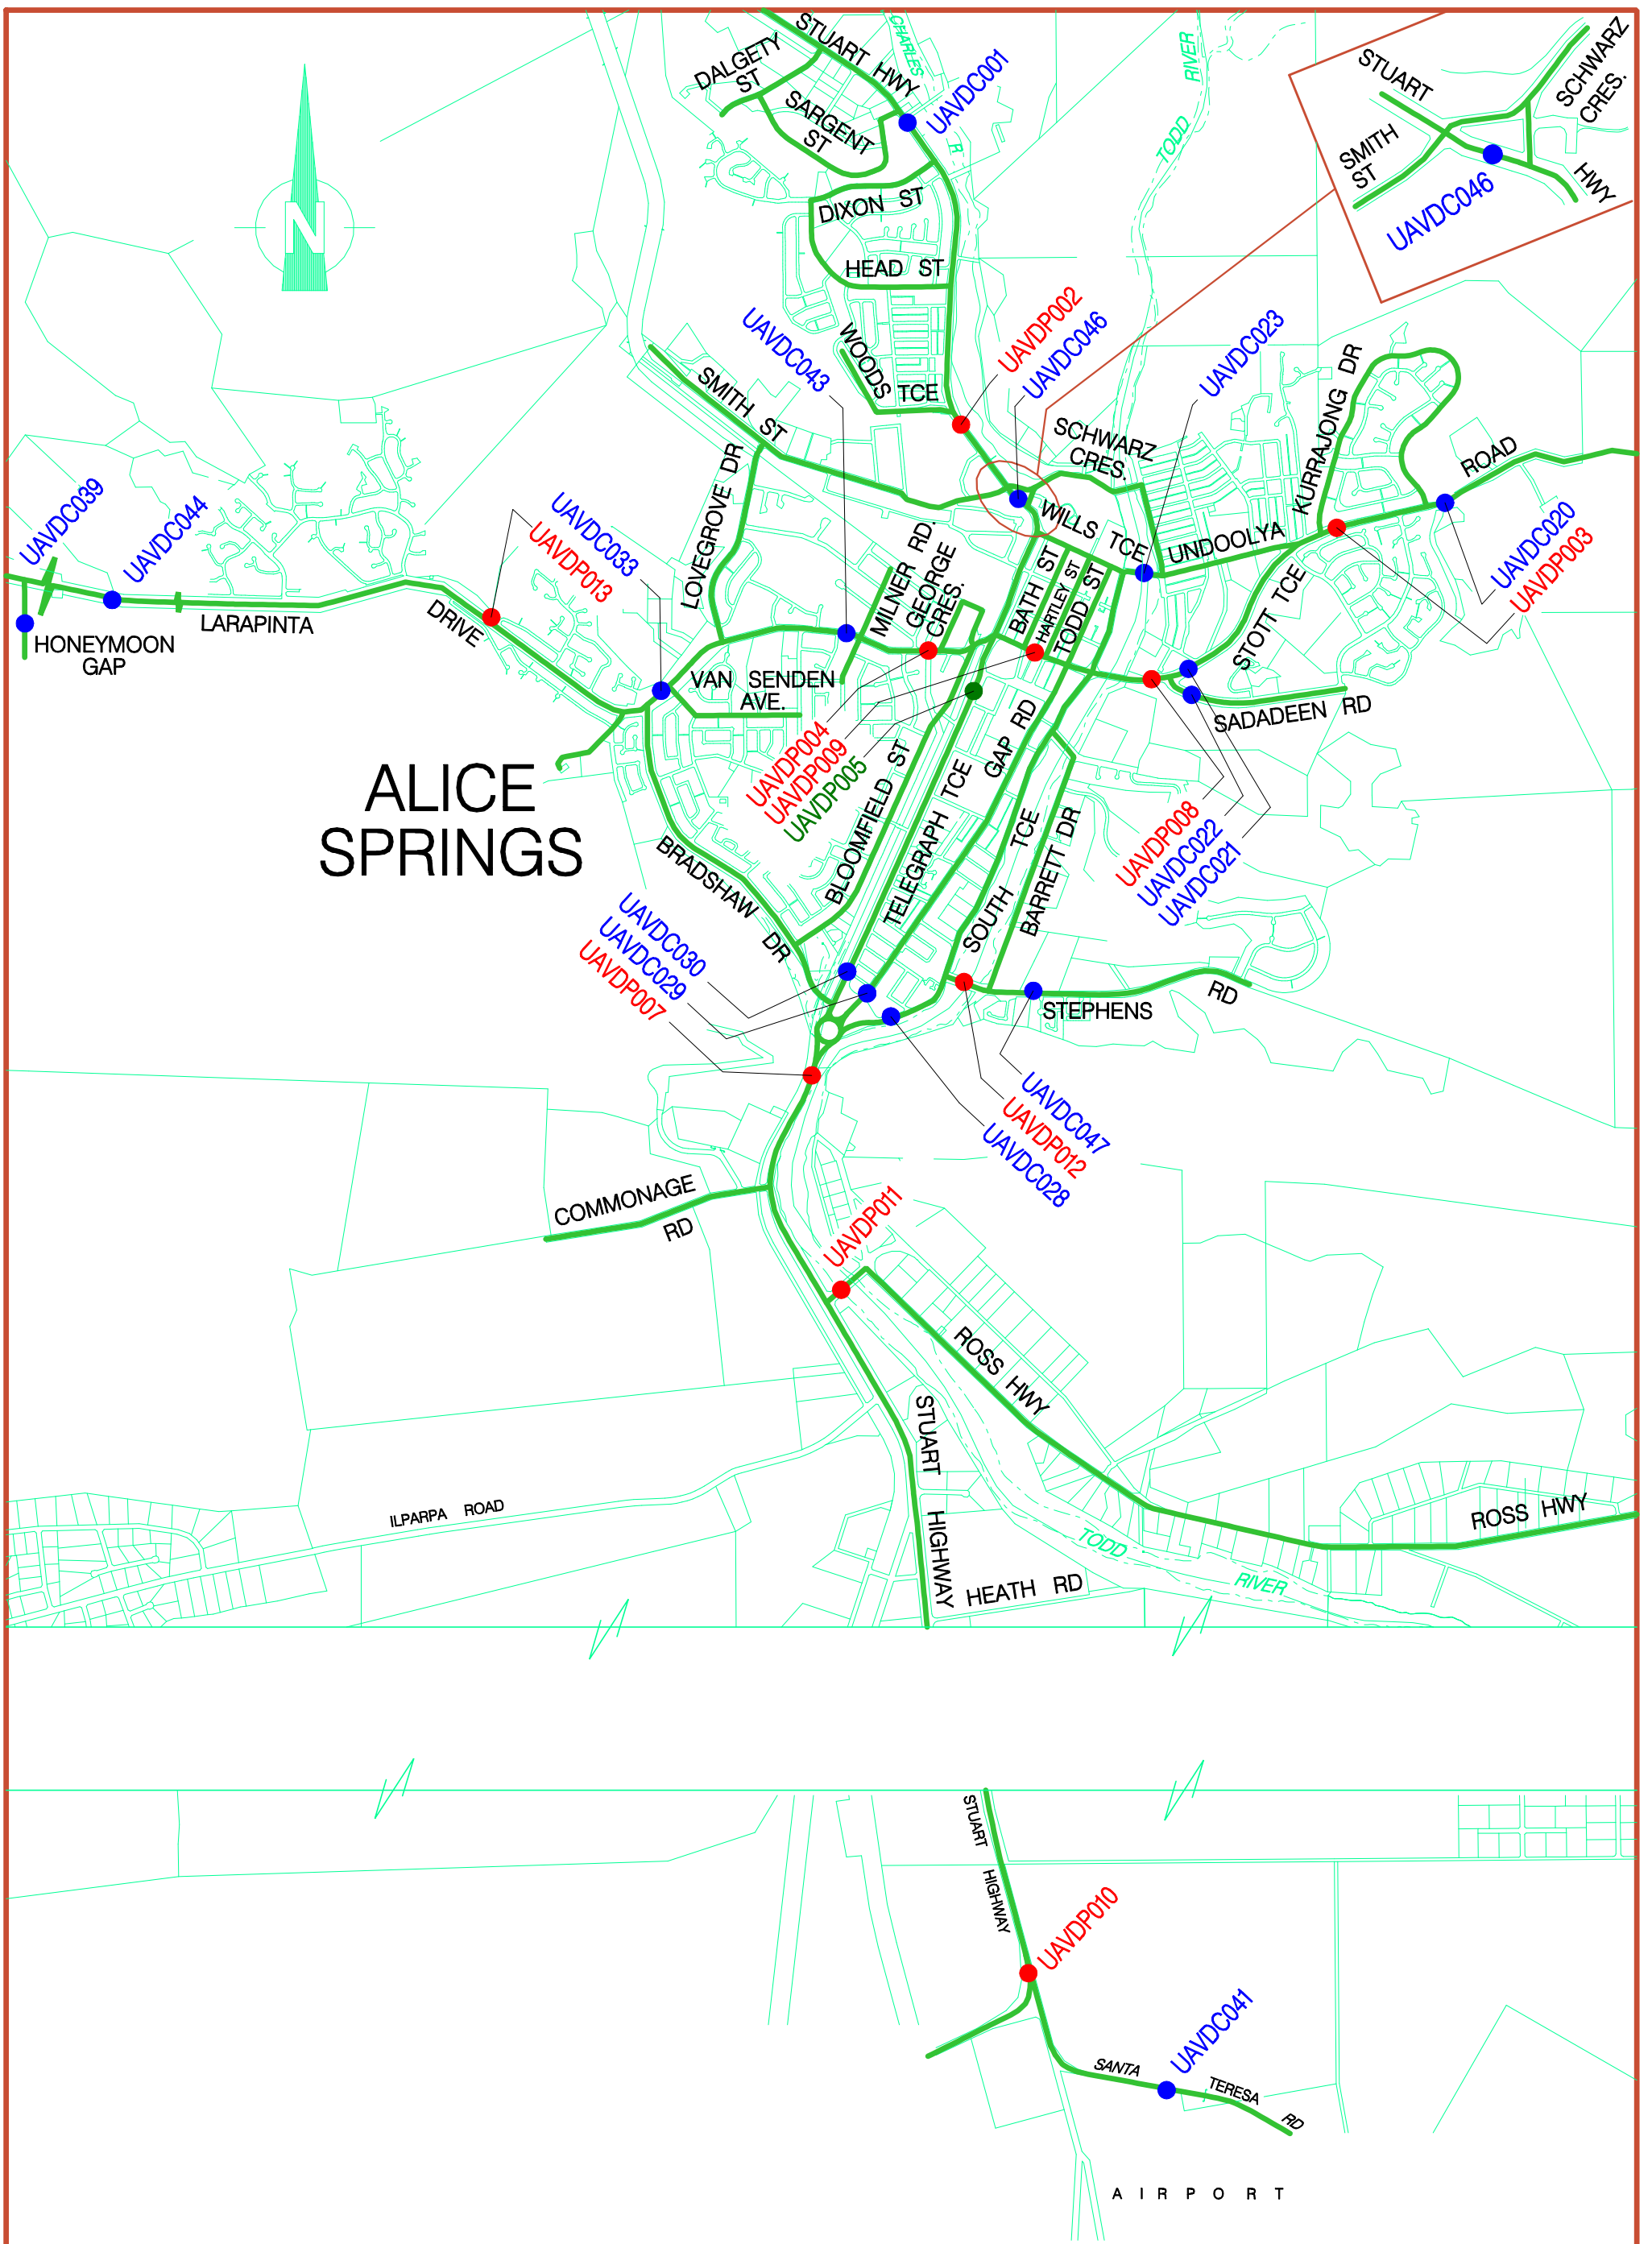 STUART HWY
CHARLES
R
DALGETY
ST
SARGENT
ST
UAVDC001
RIVER
TODD
STUART
SCHWARZ
CRES.
SMITH
ST
HWY
UAVDC046
N
DIXON ST
HEAD ST
WOODS TCE
UAVDC043
UAVDP002
UAVDC046
UAVDC023
SMITH ST
SCHWARZ
CRES.
KURRAJONG DR
ROAD
LOVEGROVE DR
UAVDC039
UAVDC044
UAVDC033
UAVDP013
MILNER RD.
GEORGE
CRES.
WILLS TCE
BATH ST
HARTLEY ST
TODD ST
UNDOOLYA
STOTT TCE
UAVDC020
UAVDP003
HONEYMOON
GAP
LARAPINTA
DRIVE
VAN SENDEN
AVE.
SADADEEN RD
ALICE
SPRINGS
UAVDP004
UAVDP009
UAVDP005
BLOOMFIELD ST
TELEGRAPH TCE
GAP RD
SOUTH TCE
BARRETT DR
UAVDP008
UAVDC022
UAVDC021
BRADSHAW DR
UAVDC030
UAVDC029
UAVDP007
STEPHENS RD
UAVDC047
UAVDP012
UAVDC028
COMMONAGE
RD
UAVDP011
ROSS HWY
STUART HIGHWAY
ILPARPA ROAD
ROSS HWY
TODD
RIVER
HEATH RD
STUART
HIGHWAY
UAVDP010
UAVDC041
SANTA TERESA RD
AIRPORT